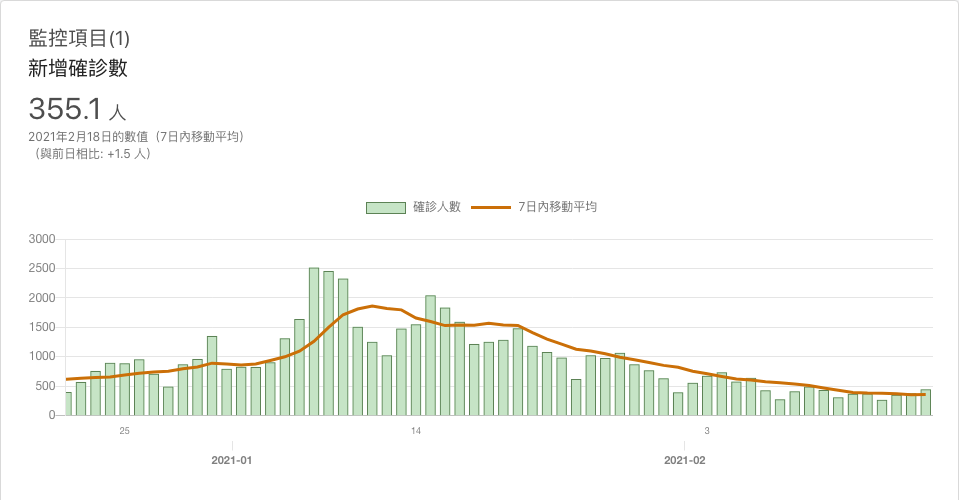 監控項目(1)
新增確診數
355.1 人
2021年2月18日的數值（7日內移動平均）
（與前日相比: +1.5 人）
確診人數 7日內移動平均
3000
2500
2000
1500
1000
500
0
25 14 3
2021-01 2021-02